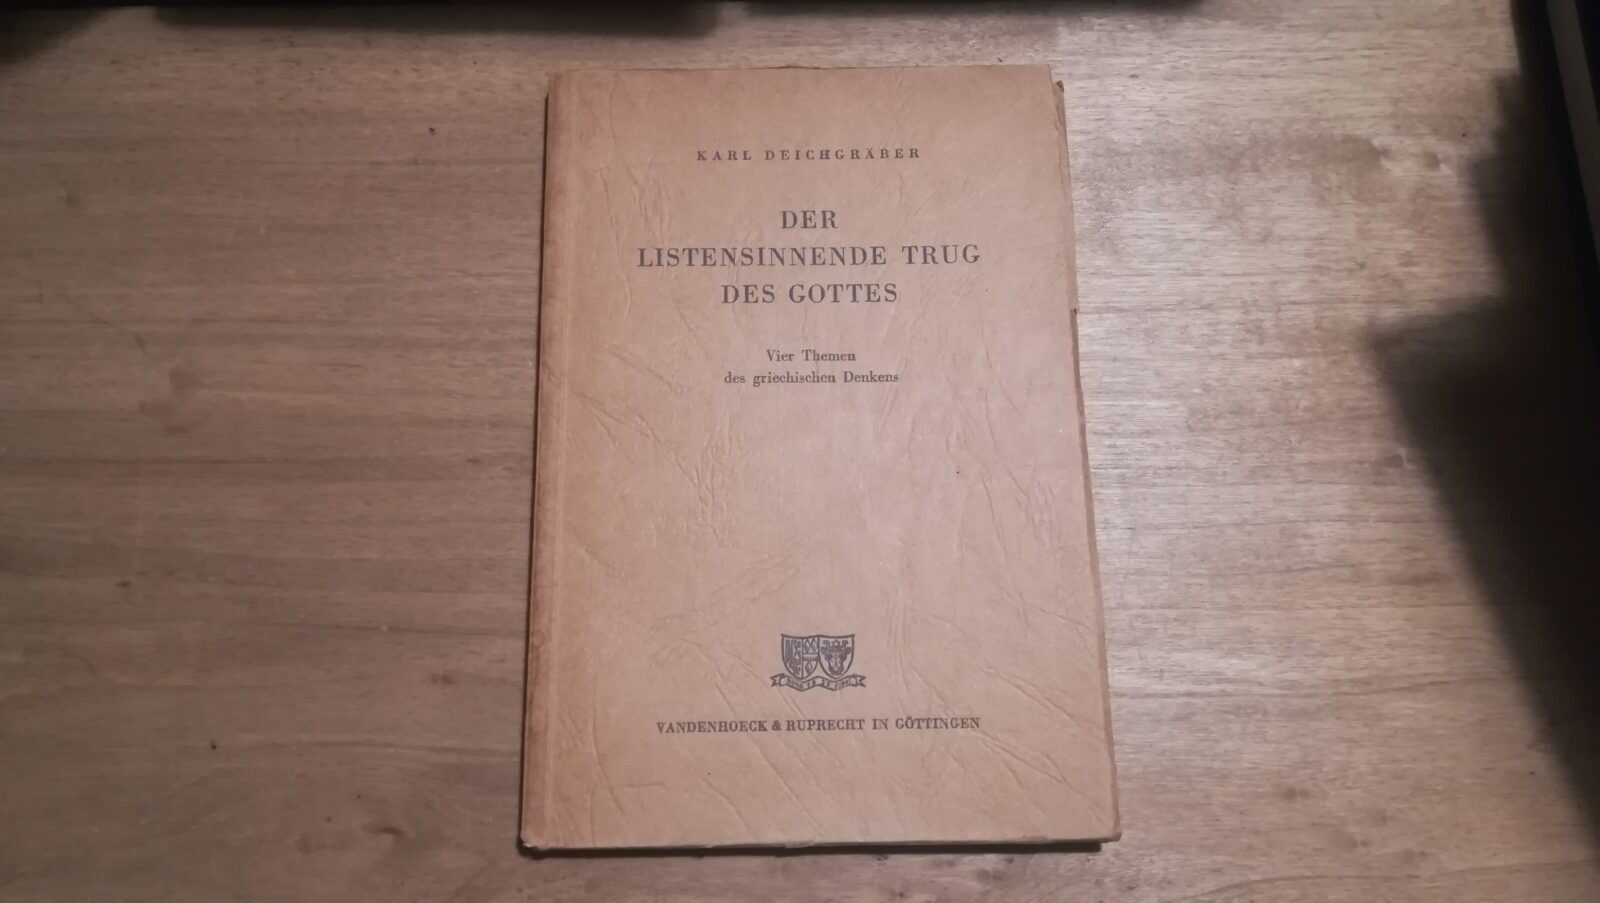 KARL DEICHGRÄBER
DER
LISTENSINNENDE TRUG
DES GOTTES
Vier Themen
des griechischen Denkens
VANDENHOECK & RUPRECHT IN GÖTTINGEN